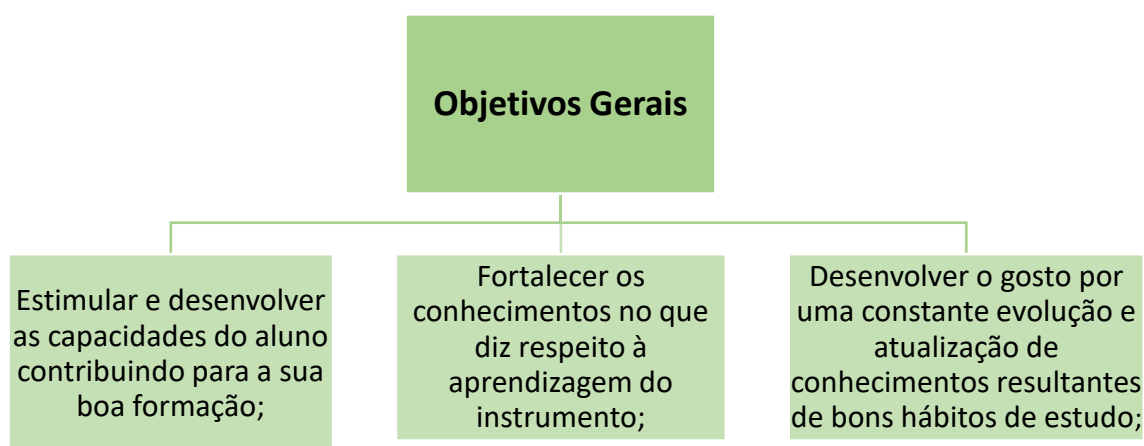 Objetivos Gerais
Estimular e desenvolver
as capacidades do aluno
contribuindo para a sua
boa formação;
Fortalecer os
conhecimentos no que
diz respeito à
aprendizagem do
instrumento;
Desenvolver o gosto por
uma constante evolução e
atualização de
conhecimentos resultantes
de bons hábitos de estudo;